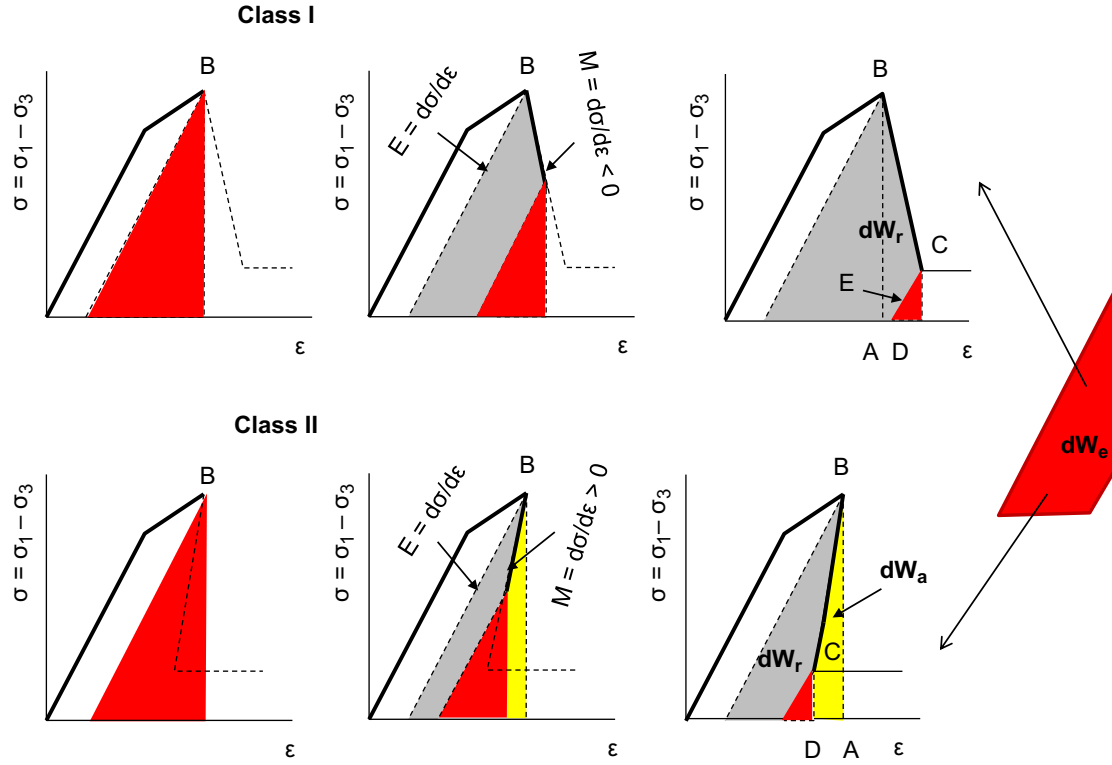 Class I
B
σ = σ₁ – σ₃
ε
B
σ = σ₁ – σ₃
E = dσ/dε
M = dσ/dε > 0
ε
B
σ = σ₁ – σ₃
dWᵣ
C
E
A D
ε
dWₑ
Class II
B
σ = σ₁ – σ₃
ε
B
σ = σ₁ – σ₃
E = dσ/dε
M = dσ/dε > 0
ε
B
σ = σ₁– σ₃
dWₐ
dWᵣ
C
D A
ε